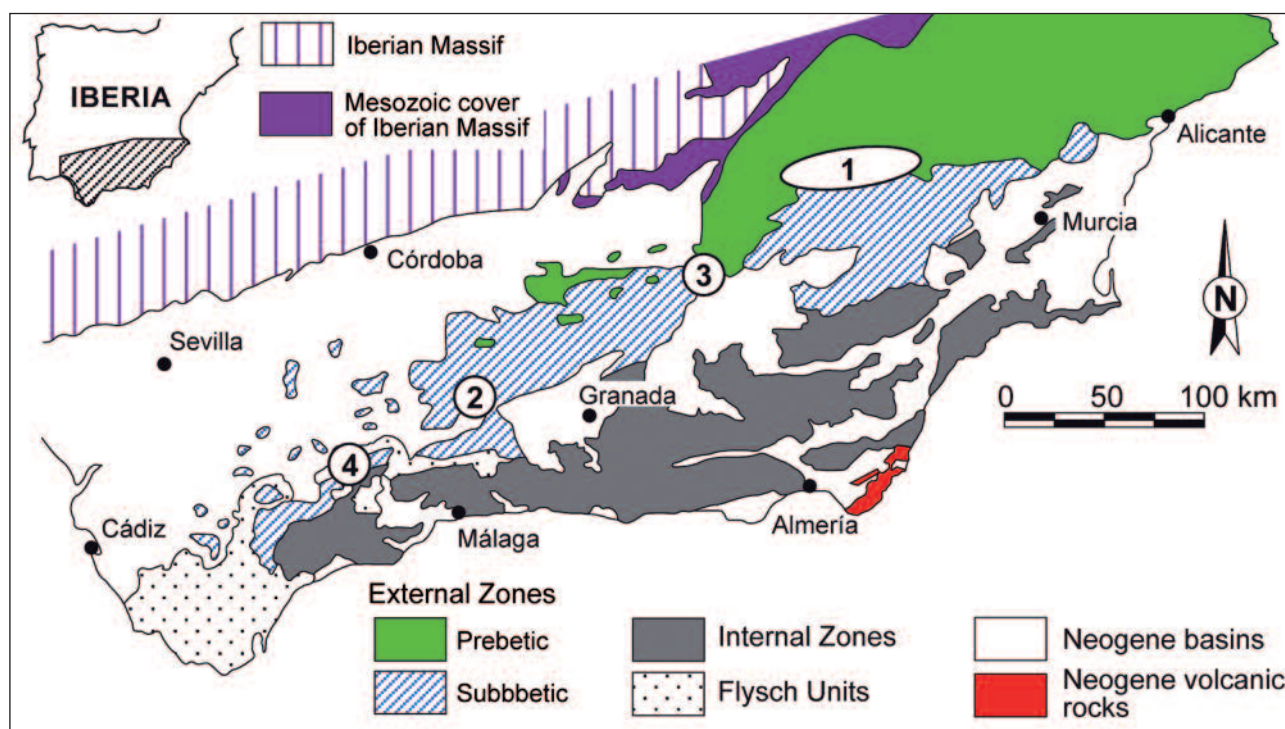 IBERIA
Iberian Massif
Mesozoic cover
of Iberian Massif
1
Alicante
Murcia
Córdoba
3
N
Sevilla
2
Granada
0 50 100 km
4
Cádiz
Málaga
Almería
External Zones
Prebetic
Subbbetic
Internal Zones
Flysch Units
Neogene basins
Neogene volcanic
rocks